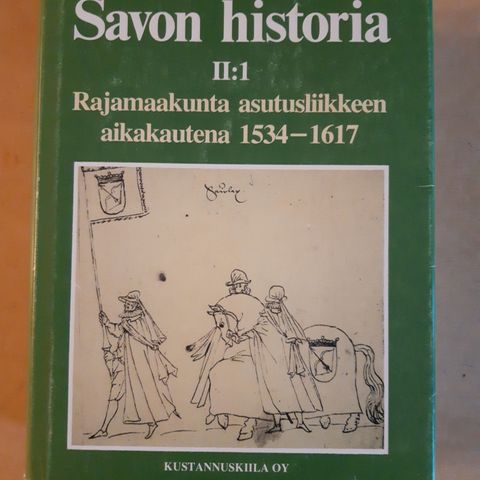 Savon historia
II:1
Rajamaakunta asutusliikkeen
aikakautena 1534–1617
KUSTANNUSKIILA OY